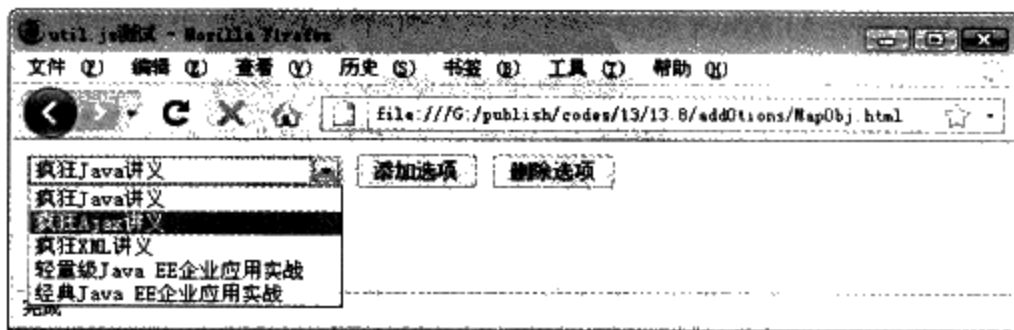 util.js测试 - Mozilla Firefox
文件 (F) 编辑 (E) 查看 (V) 历史 (S) 书签 (B) 工具 (T) 帮助 (H)
file:///G:/publish/codes/13/13.8/addOtions/MapObj.html
疯狂Java讲义 添加选项 删除选项
疯狂Java讲义
疯狂Ajax讲义
疯狂XML讲义
轻量级Java EE企业应用实战
经典Java EE企业应用实战
完成